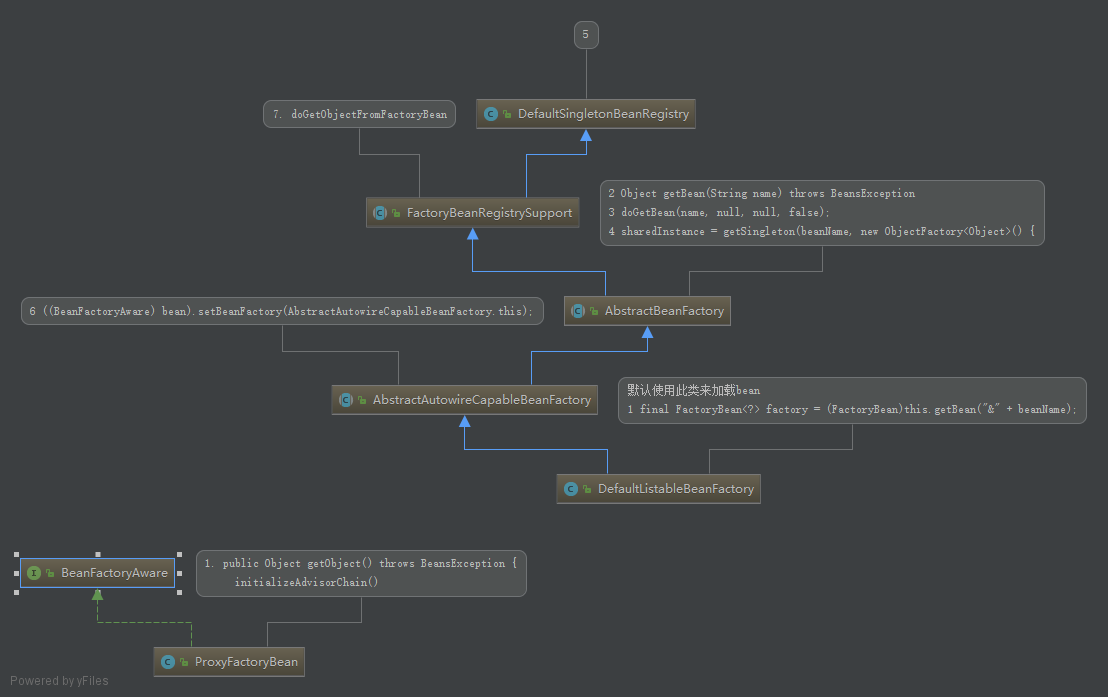 5
7. doGetObjectFromFactoryBean
DefaultSingletonBeanRegistry
FactoryBeanRegistrySupport
2 Object getBean(String name) throws BeansException
3 doGetBean(name, null, null, false);
4 sharedInstance = getSingleton(beanName, new ObjectFactory<Object>() {
6 ((BeanFactoryAware) bean).setBeanFactory(AbstractAutowireCapableBeanFactory.this);
AbstractBeanFactory
AbstractAutowireCapableBeanFactory
默认使用此类来加载bean
1 final FactoryBean<?> factory = (FactoryBean)this.getBean("&" + beanName);
DefaultListableBeanFactory
BeanFactoryAware
1. public Object getObject() throws BeansException {
initializeAdvisorChain()
ProxyFactoryBean
Powered by yFiles